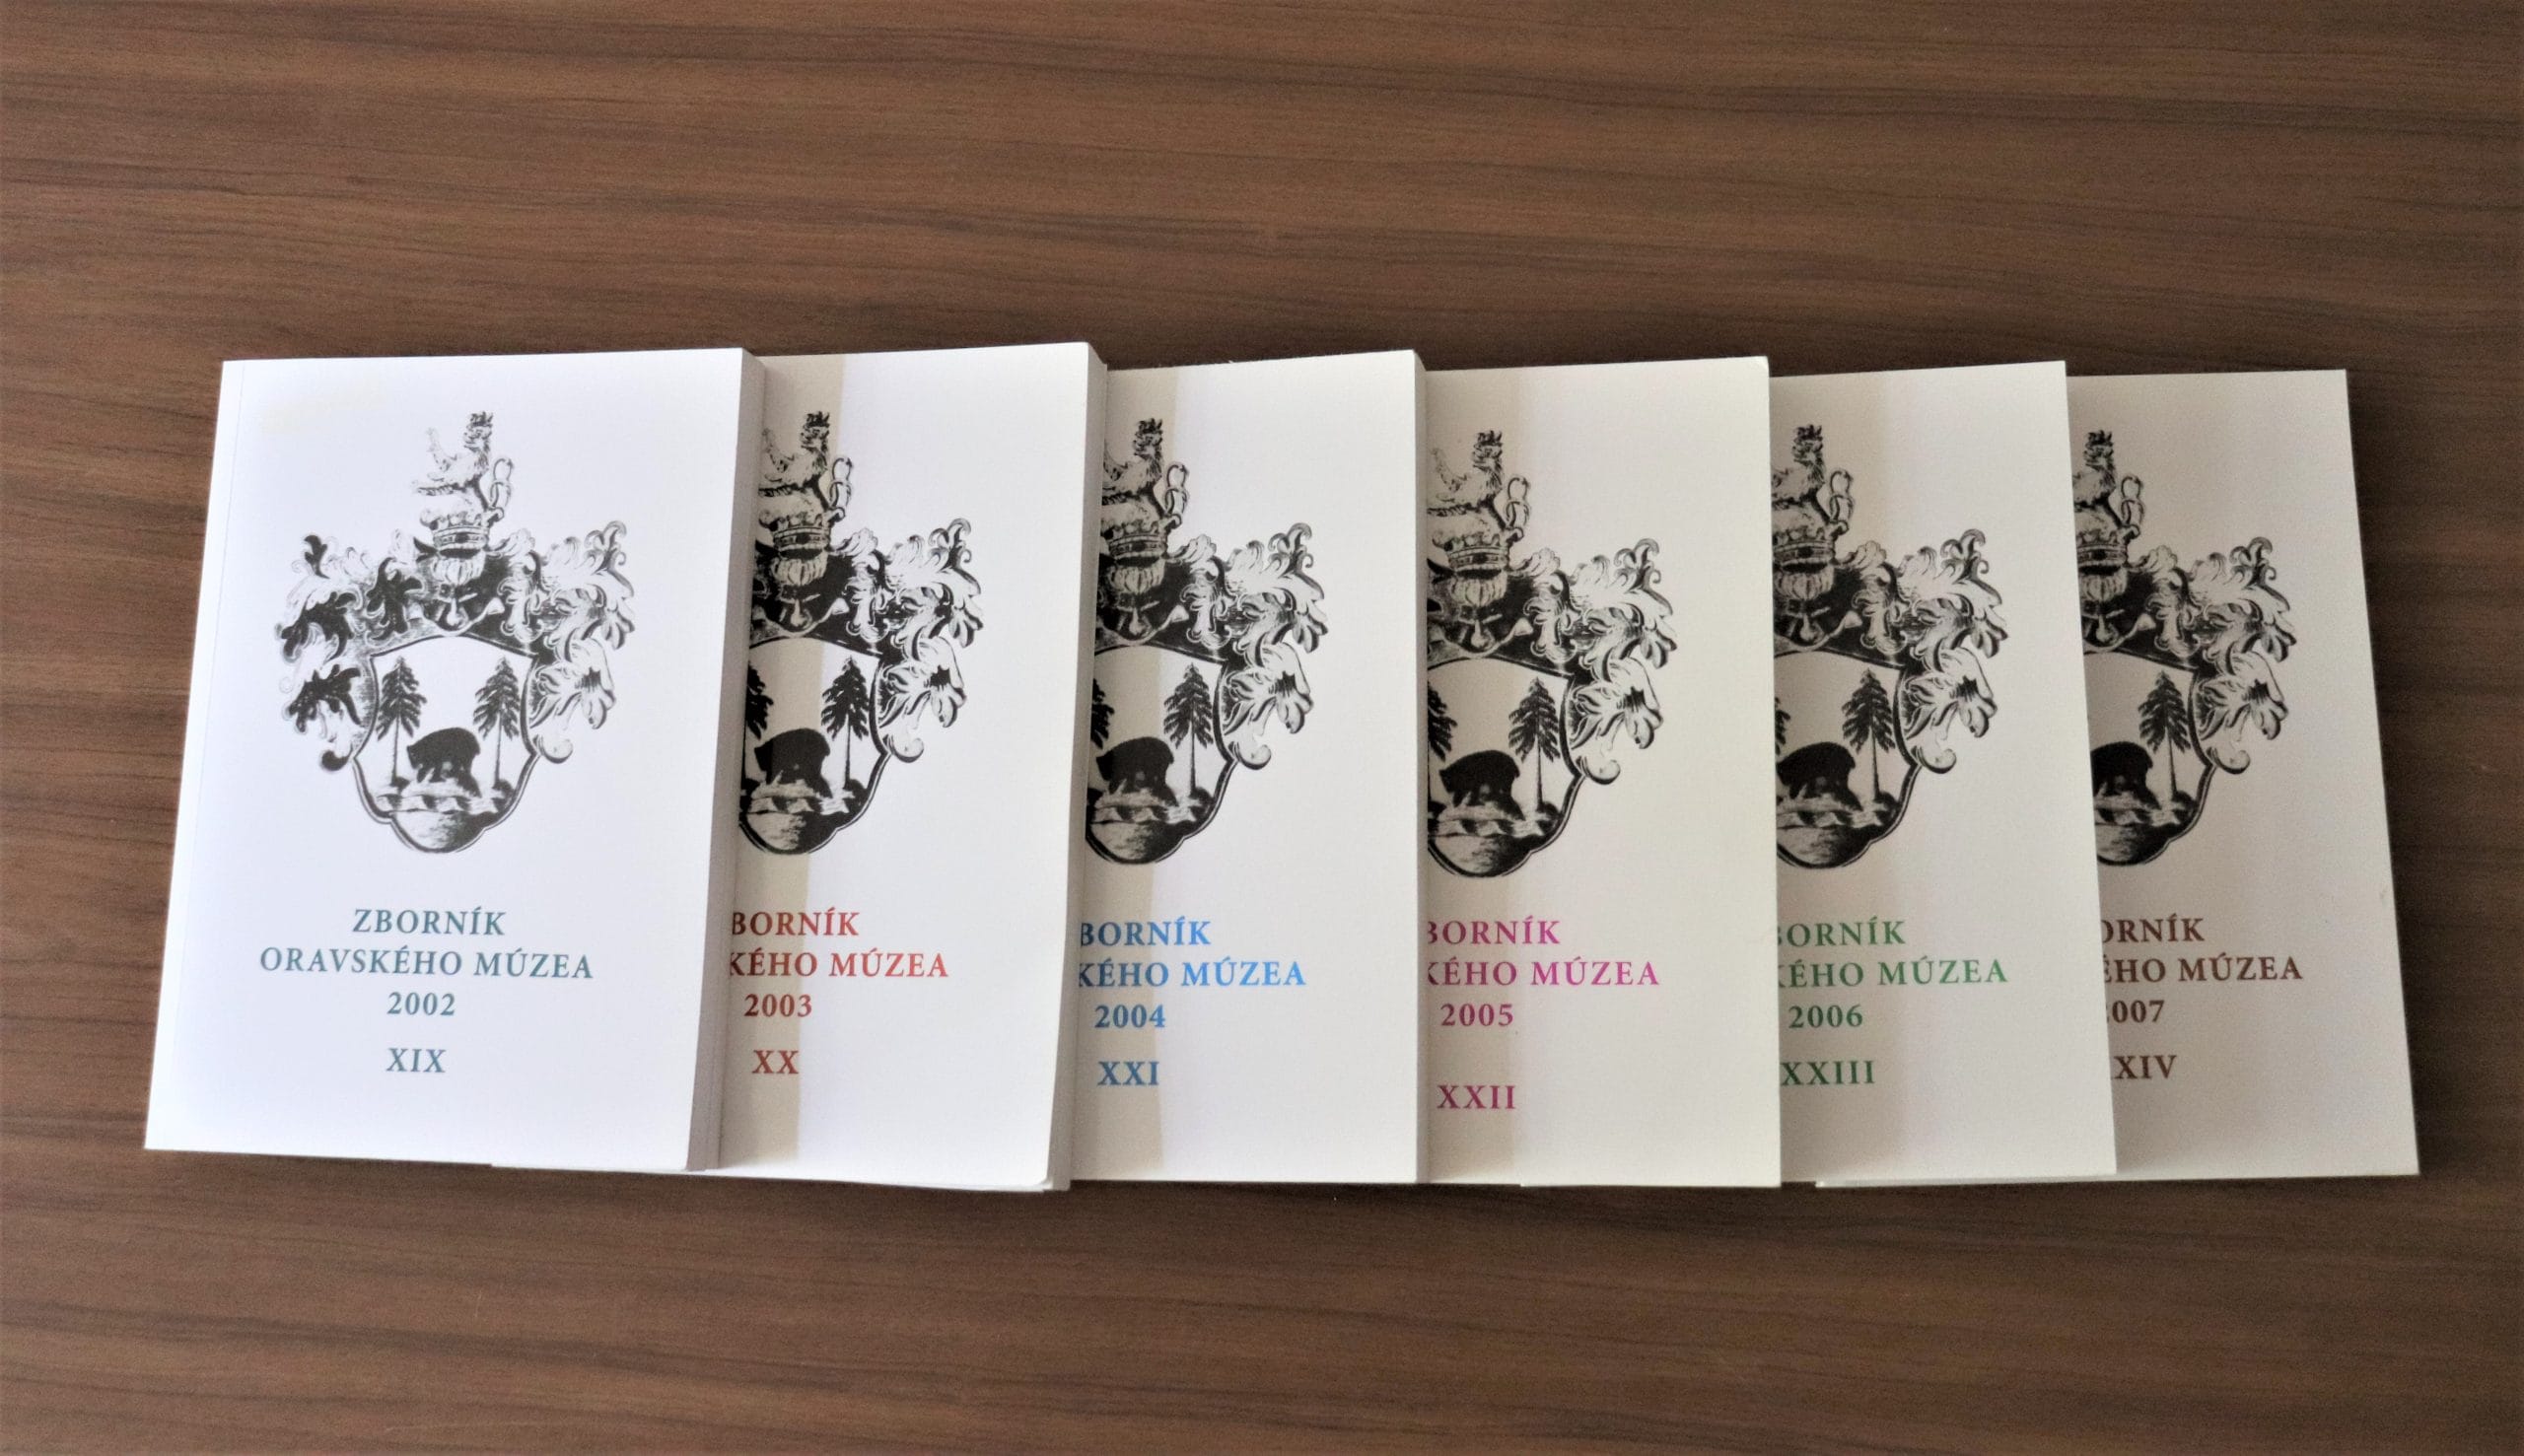 ZBORNÍK
ORAVSKÉHO MÚZEA
2002
XIX
BORNÍK
KÉHO MÚZEA
2003
XX
BORNÍK
KÉHO MÚZEA
2004
XXI
BORNÍK
KÉHO MÚZEA
2005
XXII
BORNÍK
KÉHO MÚZEA
2006
XXIII
ORNÍK
ÉHO MÚZEA
2007
XIV